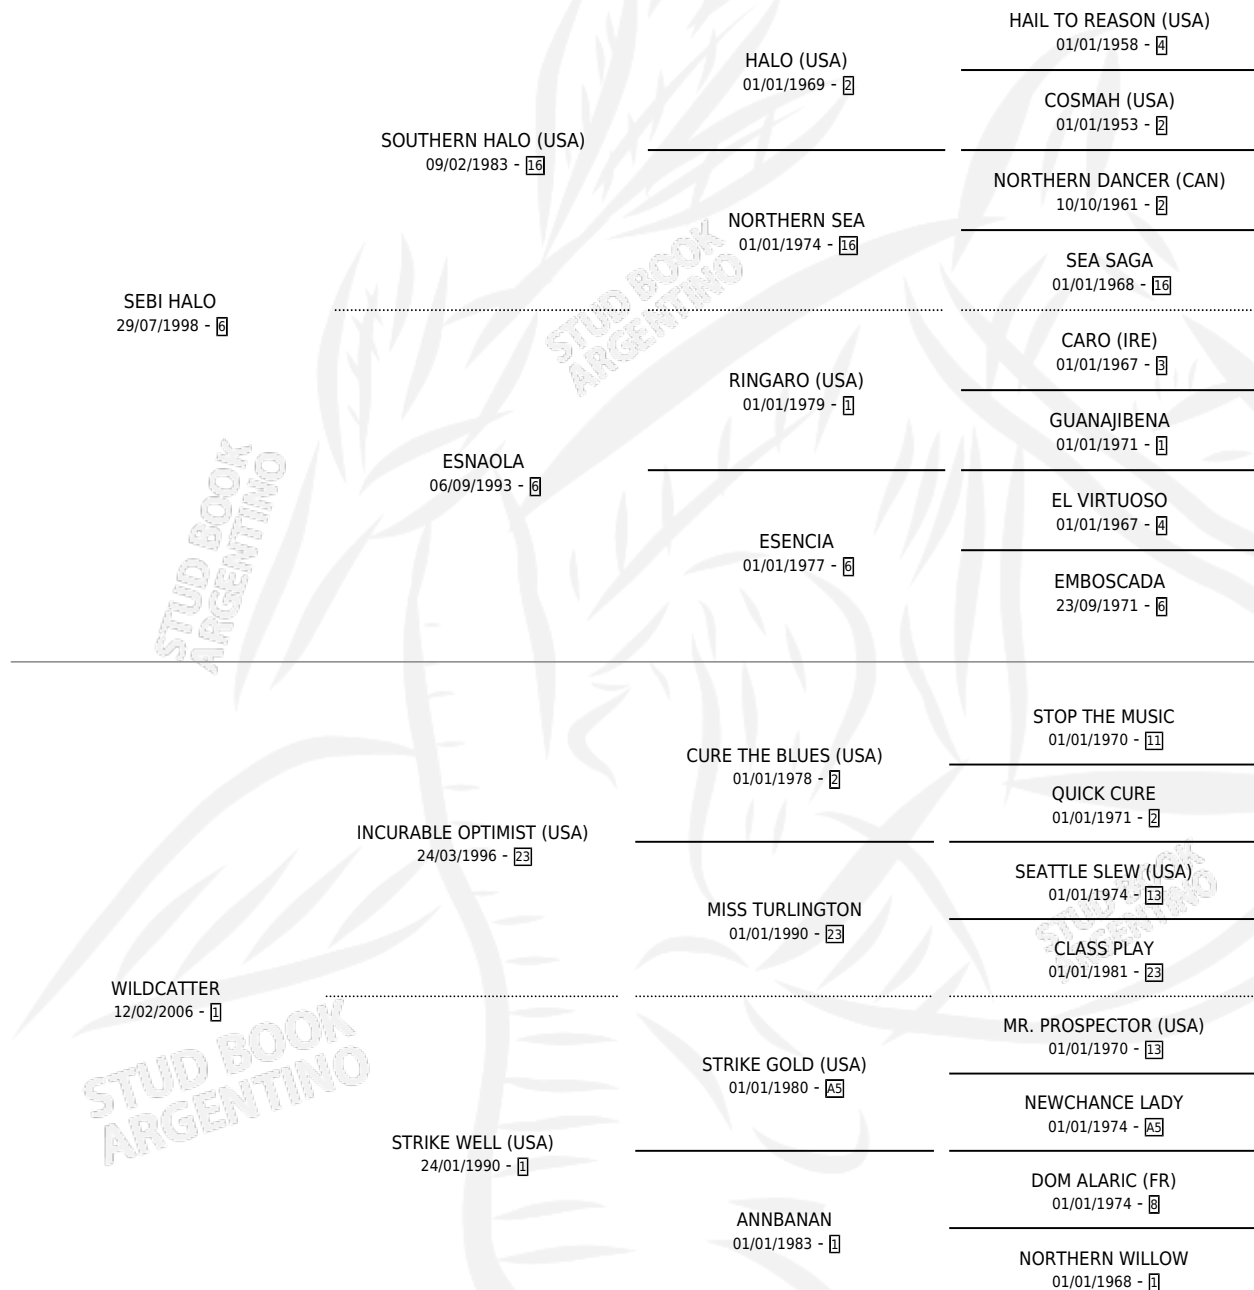 HAIL TO REASON (USA)
01/01/1958 - 4
HALO (USA)
01/01/1969 - 2
COSMAH (USA)
01/01/1953 - 2
SOUTHERN HALO (USA)
09/02/1983 - 16
NORTHERN DANCER (CAN)
10/10/1961 - 2
NORTHERN SEA
01/01/1974 - 16
SEA SAGA
01/01/1968 - 16
SEBI HALO
29/07/1998 - 6
STUD BOOK
ARGENTINO
CARO (IRE)
01/01/1967 - 3
RINGARO (USA)
01/01/1979 - 1
GUANAJIBENA
01/01/1971 - 1
ESNAOLA
06/09/1993 - 6
EL VIRTUOSO
01/01/1967 - 4
ESENCIA
01/01/1977 - 6
EMBOSCADA
23/09/1971 - 6
STUD BOOK
ARGENTINO
STOP THE MUSIC
01/01/1970 - 11
CURE THE BLUES (USA)
01/01/1978 - 2
QUICK CURE
01/01/1971 - 2
INCURABLE OPTIMIST (USA)
24/03/1996 - 23
SEATTLE SLEW (USA)
01/01/1974 - 13
MISS TURLINGTON
01/01/1990 - 23
STUD BOOK
ARGENTINO
CLASS PLAY
01/01/1981 - 23
WILDCATTER
12/02/2006 - 1
MR. PROSPECTOR (USA)
01/01/1970 - 13
STRIKE GOLD (USA)
01/01/1980 - A5
STUD BOOK
ARGENTINO
NEWCHANCE LADY
01/01/1974 - A5
STRIKE WELL (USA)
24/01/1990 - 1
DOM ALARIC (FR)
01/01/1974 - 8
ANNBANAN
01/01/1983 - 1
NORTHERN WILLOW
01/01/1968 - 1